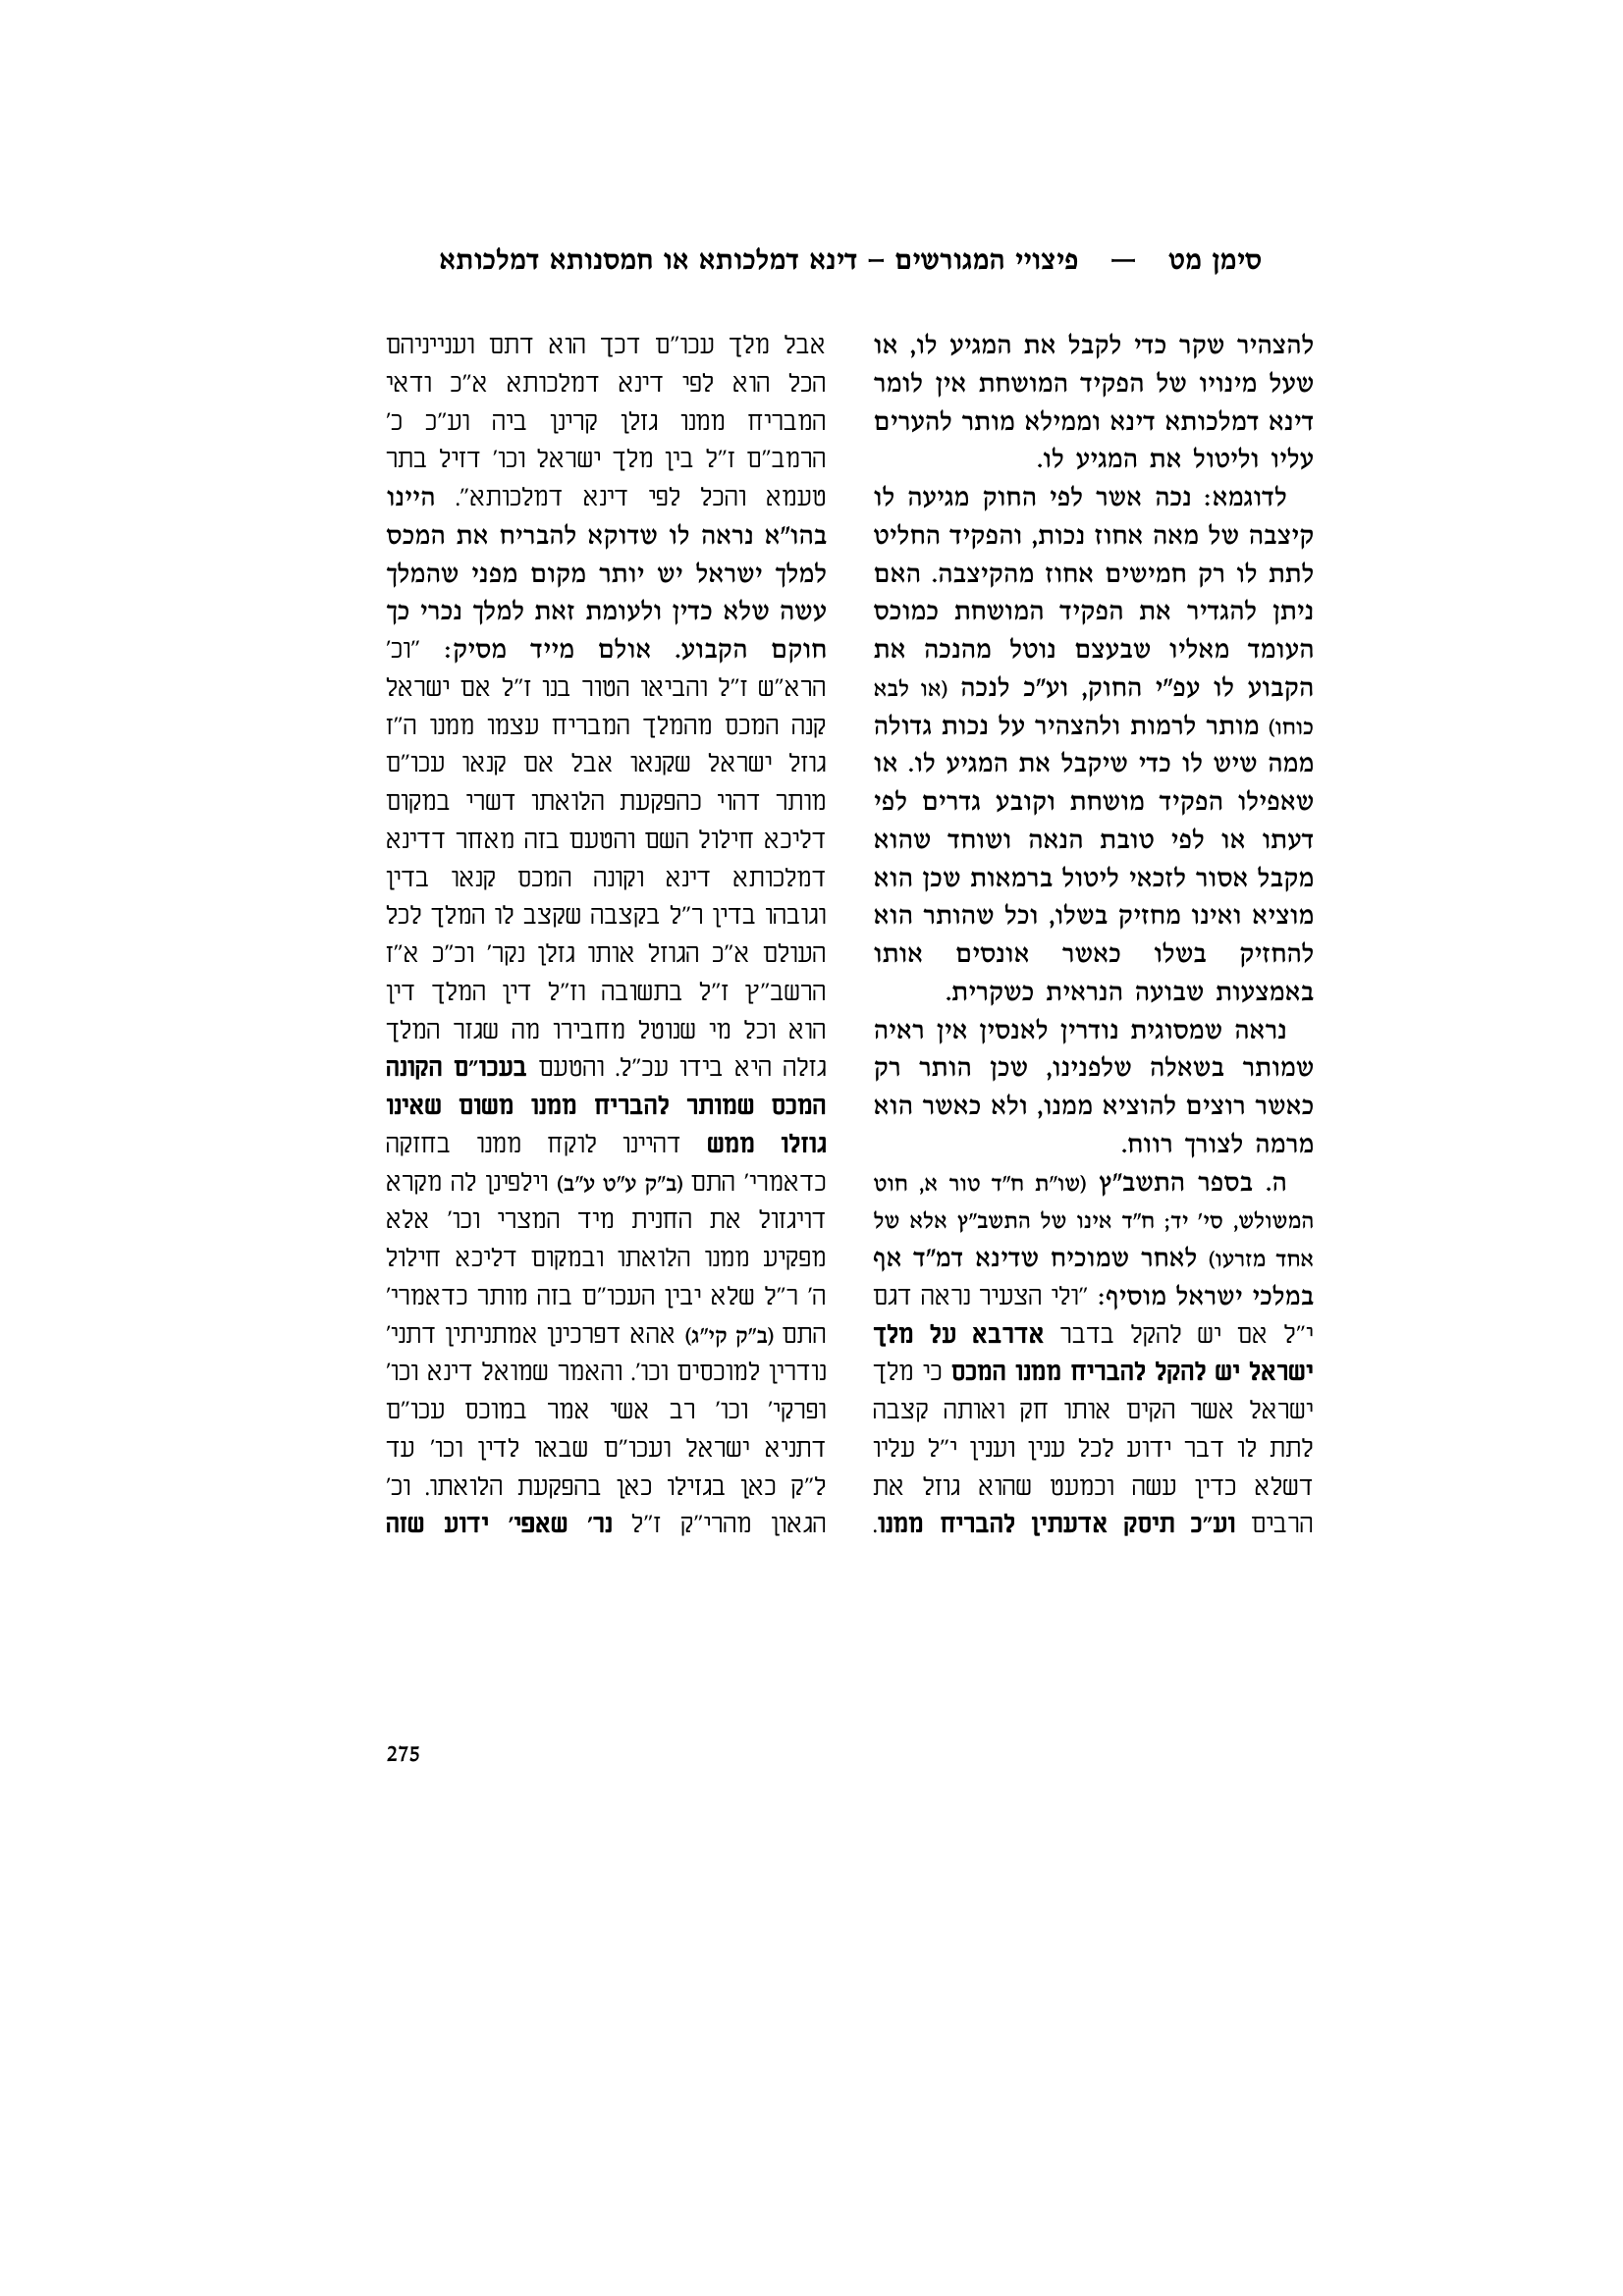 סימן מט — פיצויי המגורשים – דינא דמלכותא או חמסנותא דמלכותא
להצהיר שקר כדי לקבל את המגיע לו, או
שעל מינויו של הפקיד המושחת אין לומר
דינא דמלכותא דינא וממילא מותר להערים
עליו וליטול את המגיע לו.
לדוגמא: נכה אשר לפי החוק מגיעה לו
קיצבה של מאה אחוז נכות, והפקיד החליט
לתת לו רק חמישים אחוז מהקיצבה. האם
ניתן להגדיר את הפקיד המושחת כמוכס
העומד מאליו שבעצם נוטל מהנכה את
הקבוע לו עפ"י החוק, וע"כ לנכה (או לבא
כוחו) מותר לרמות ולהצהיר על נכות גדולה
ממה שיש לו כדי שיקבל את המגיע לו. או
שאפילו הפקיד מושחת וקובע גדרים לפי
דעתו או לפי טובת הנאה ושוחד שהוא
מקבל אסור לזכאי ליטול ברמאות שכן הוא
מוציא ואינו מחזיק בשלו, וכל שהותר הוא
להחזיק בשלו כאשר אונסים אותו
באמצעות שבועה הנראית כשקרית.
נראה שמסוגית נודרין לאנסין אין ראיה
שמותר בשאלה שלפנינו, שכן הותר רק
כאשר רוצים להוציא ממנו, ולא כאשר הוא
מרמה לצורך רווח.
ה. בספר התשב"ץ (שו"ת ח"ד טור א, חוט
המשולש, סי' יד; ח"ד אינו של התשב"ץ אלא של
אחד מזרעו) לאחר שמוכיח שדינא דמ"ד אף
במלכי ישראל מוסיף: "ולי הצעיר נראה דגם
י"ל אם יש להקל בדבר אדרבא על מלך
ישראל יש להקל להבריח ממנו המכס כי מלך
ישראל אשר הקים אותו חק ואותה קצבה
לתת לו דבר ידוע לכל ענין וענין י"ל עליו
דשלא כדין עשה וכמעט שהוא גוזל את
הרבים וע"כ תיסק אדעתין להבריח ממנו.
אבל מלך עכו"ם דכך הוא דתם וענייניהם
הכל הוא לפי דינא דמלכותא א"כ ודאי
המבריח ממנו גזלן קרינן ביה וע"כ כ'
הרמב"ם ז"ל בין מלך ישראל וכו' דזיל בתר
טעמא והכל לפי דינא דמלכותא". היינו
בהו"א נראה לו שדוקא להבריח את המכס
למלך ישראל יש יותר מקום מפני שהמלך
עשה שלא כדין ולעומת זאת למלך נכרי כך
חוקם הקבוע. אולם מייד מסיק: "וכ'
הרא"ש ז"ל והביאו הטור בנו ז"ל אם ישראל
קנה המכס מהמלך המבריח עצמו ממנו ה"ז
גוזל ישראל שקנאו אבל אם קנאו עכו"ם
מותר דהוי כהפקעת הלואתו דשרי במקום
דליכא חילול השם והטעם בזה מאחר דדינא
דמלכותא דינא וקונה המכס קנאו בדין
וגובהו בדין ר"ל בקצבה שקצב לו המלך לכל
העולם א"כ הגוזל אותו גזלן נקר' וכ"כ א"ז
הרשב"ץ ז"ל בתשובה וז"ל דין המלך דין
הוא וכל מי שנוטל מחבירו מה שגזר המלך
גזלה היא בידו עכ"ל. והטעם בעכו"ם הקונה
המכס שמותר להבריח ממנו משום שאינו
גוזלו ממש דהיינו לוקח ממנו בחזקה
כדאמרי' התם (ב"ק ע"ט ע"ב) וילפינן לה מקרא
דויגזול את החנית מיד המצרי וכו' אלא
מפקיע ממנו הלואתו ובמקום דליכא חילול
ה' ר"ל שלא יבין העכו"ם בזה מותר כדאמרי'
התם (ב"ק קי"ג) אהא דפרכינן אמתניתין דתני'
נודרין למוכסים וכו'. והאמר שמואל דינא וכו'
ופרקי' וכו' רב אשי אמר במוכס עכו"ם
דתניא ישראל ועכו"ם שבאו לדין וכו' עד
ל"ק כאן בגזילו כאן בהפקעת הלואתו. וכ'
הגאון מהרי"ק ז"ל נר' שאפי' ידוע שזה
275